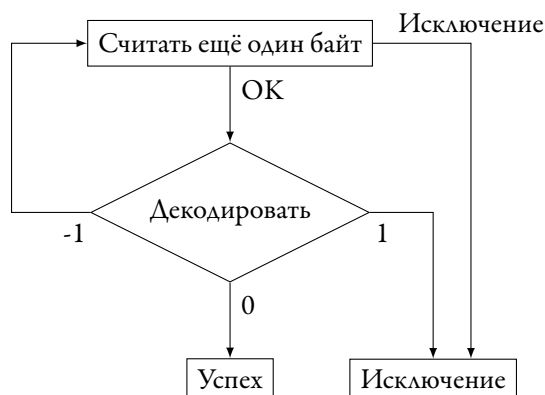 Исключение
Считать ещё один байт
OK
Декодировать
-1
1
0
Успех
Исключение